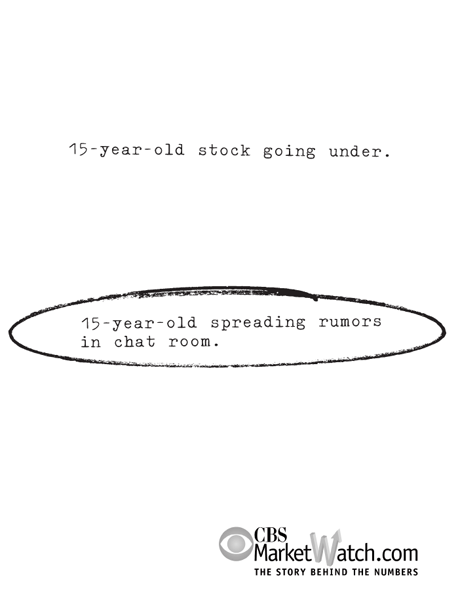 15-year-old stock going under.
15-year-old spreading rumors
in chat room.
CBS
MarketWatch.com
THE STORY BEHIND THE NUMBERS